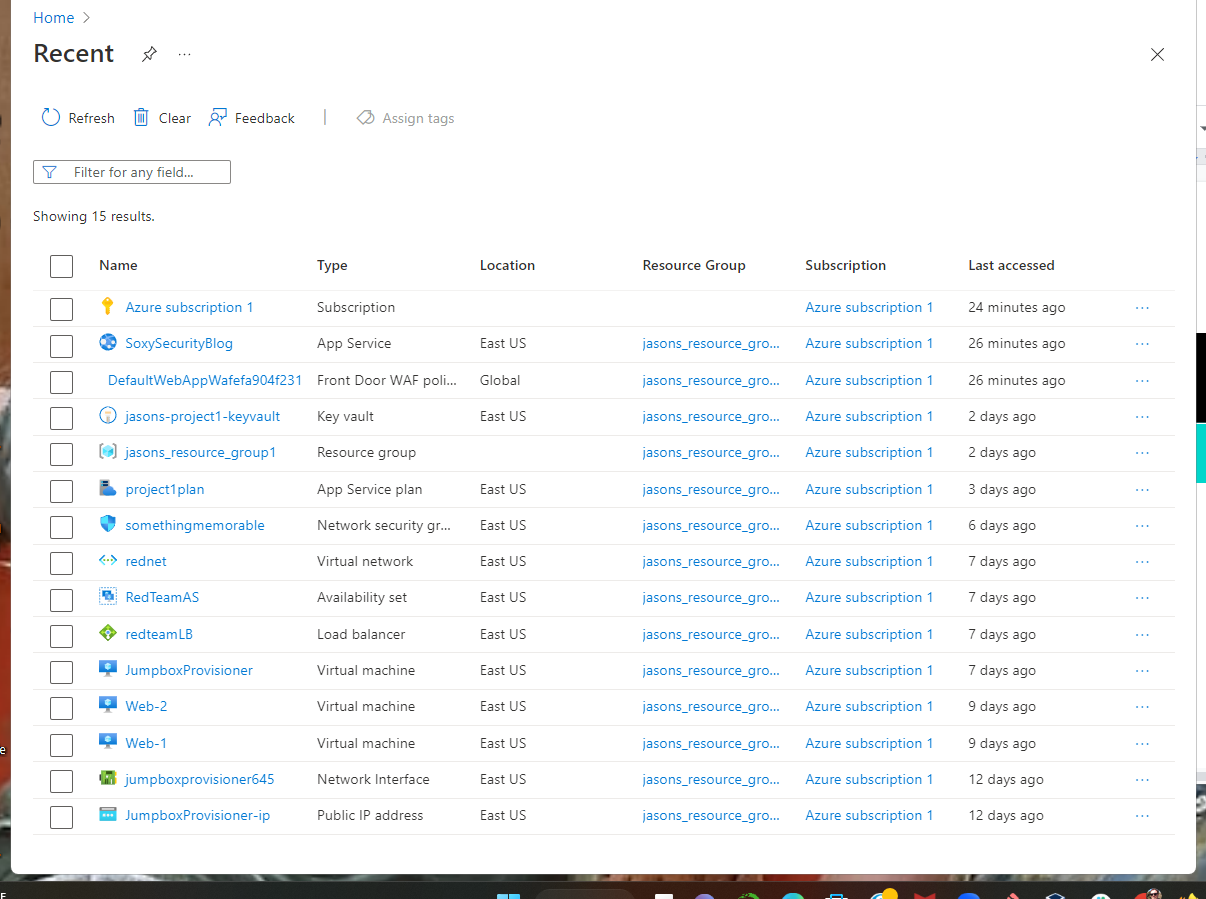 Home
Recent ...
Refresh Clear Feedback | Assign tags
Filter for any field...
Showing 15 results.
Name Type Location Resource Group Subscription Last accessed
Azure subscription 1 Subscription Azure subscription 1 24 minutes ago ...
SoxySecurityBlog App Service East US jasons_resource_gro... Azure subscription 1 26 minutes ago ...
DefaultWebAppWafefa904f231 Front Door WAF poli... Global jasons_resource_gro... Azure subscription 1 26 minutes ago ...
jasons-project1-keyvault Key vault East US jasons_resource_gro... Azure subscription 1 2 days ago ...
jasons_resource_group1 Resource group jasons_resource_gro... Azure subscription 1 2 days ago ...
project1plan App Service plan East US jasons_resource_gro... Azure subscription 1 3 days ago ...
somethingmemorable Network security gr... East US jasons_resource_gro... Azure subscription 1 6 days ago ...
rednet Virtual network East US jasons_resource_gro... Azure subscription 1 7 days ago ...
RedTeamAS Availability set East US jasons_resource_gro... Azure subscription 1 7 days ago ...
redteamLB Load balancer East US jasons_resource_gro... Azure subscription 1 7 days ago ...
JumpboxProvisioner Virtual machine East US jasons_resource_gro... Azure subscription 1 7 days ago ...
Web-2 Virtual machine East US jasons_resource_gro... Azure subscription 1 9 days ago ...
Web-1 Virtual machine East US jasons_resource_gro... Azure subscription 1 9 days ago ...
jumpboxprovisioner645 Network Interface East US jasons_resource_gro... Azure subscription 1 12 days ago ...
JumpboxProvisioner-ip Public IP address East US jasons_resource_gro... Azure subscription 1 12 days ago ...